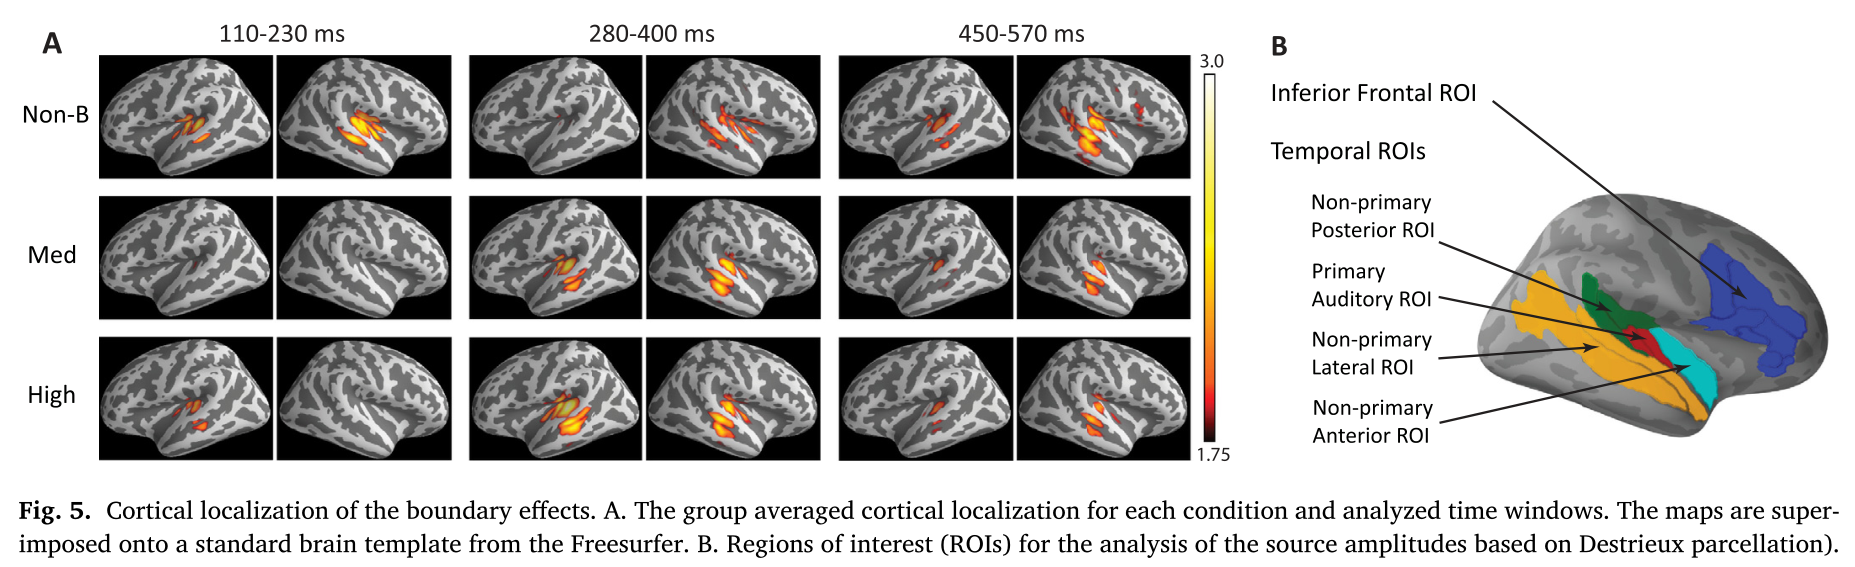 A
110-230 ms
280-400 ms
450-570 ms
Non-B
Med
High
3.0
1.75
B
Inferior Frontal ROI
Temporal ROIs
Non-primary
Posterior ROI
Primary
Auditory ROI
Non-primary
Lateral ROI
Non-primary
Anterior ROI
Fig. 5. Cortical localization of the boundary effects. A. The group averaged cortical localization for each condition and analyzed time windows. The maps are super-
imposed onto a standard brain template from the Freesurfer. B. Regions of interest (ROIs) for the analysis of the source amplitudes based on Destrieux parcellation).